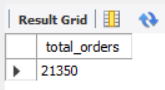 Result Grid
total_orders
21350